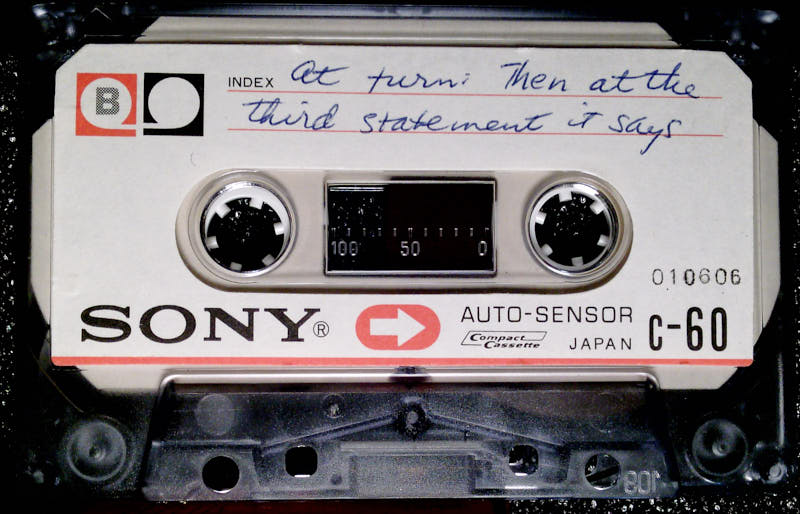 B
INDEX At turn: Then at the
third statement it says
100 50 0
010606
SONY® AUTO-SENSOR C-60
Compact Cassette JAPAN
108